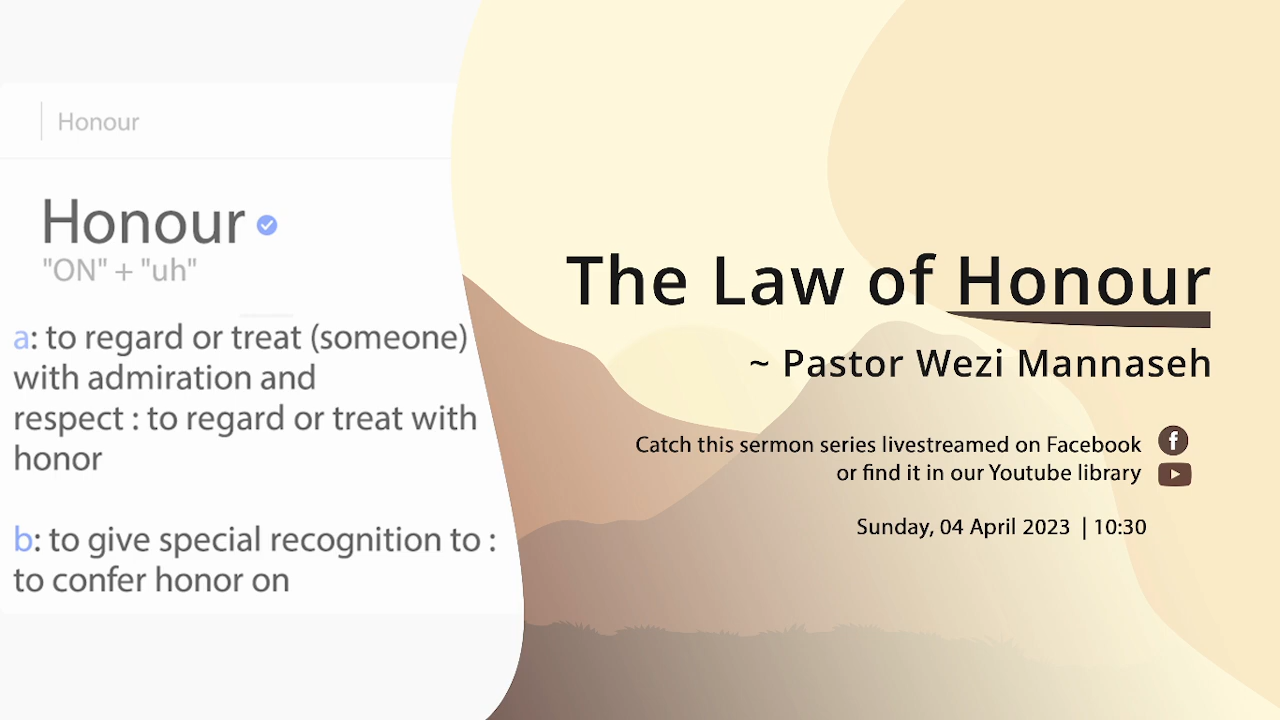 Honour
Honour
"ON" + "uh"
a: to regard or treat (someone)
with admiration and
respect : to regard or treat with
honor
b: to give special recognition to :
to confer honor on
The Law of Honour
~ Pastor Wezi Mannaseh
Catch this sermon series livestreamed on Facebook
or find it in our Youtube library
Sunday, 04 April 2023 | 10:30